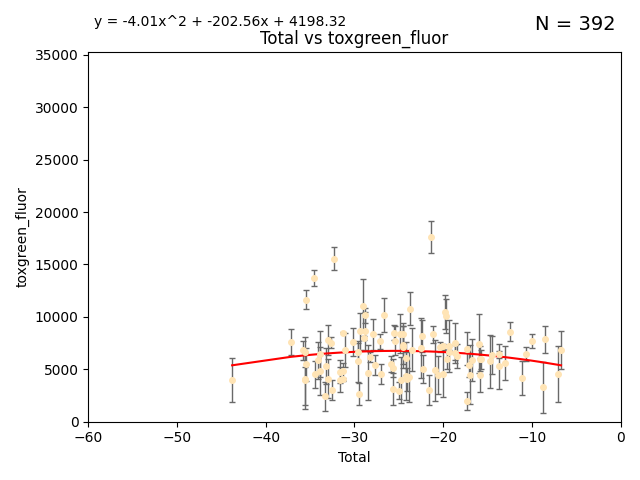 y = -4.01x^2 + -202.56x + 4198.32
N = 392
Total vs toxgreen_fluor
35000
30000
25000
20000
15000
10000
5000
0
toxgreen_fluor
−60 −50 −40 −30 −20 −10 0
Total